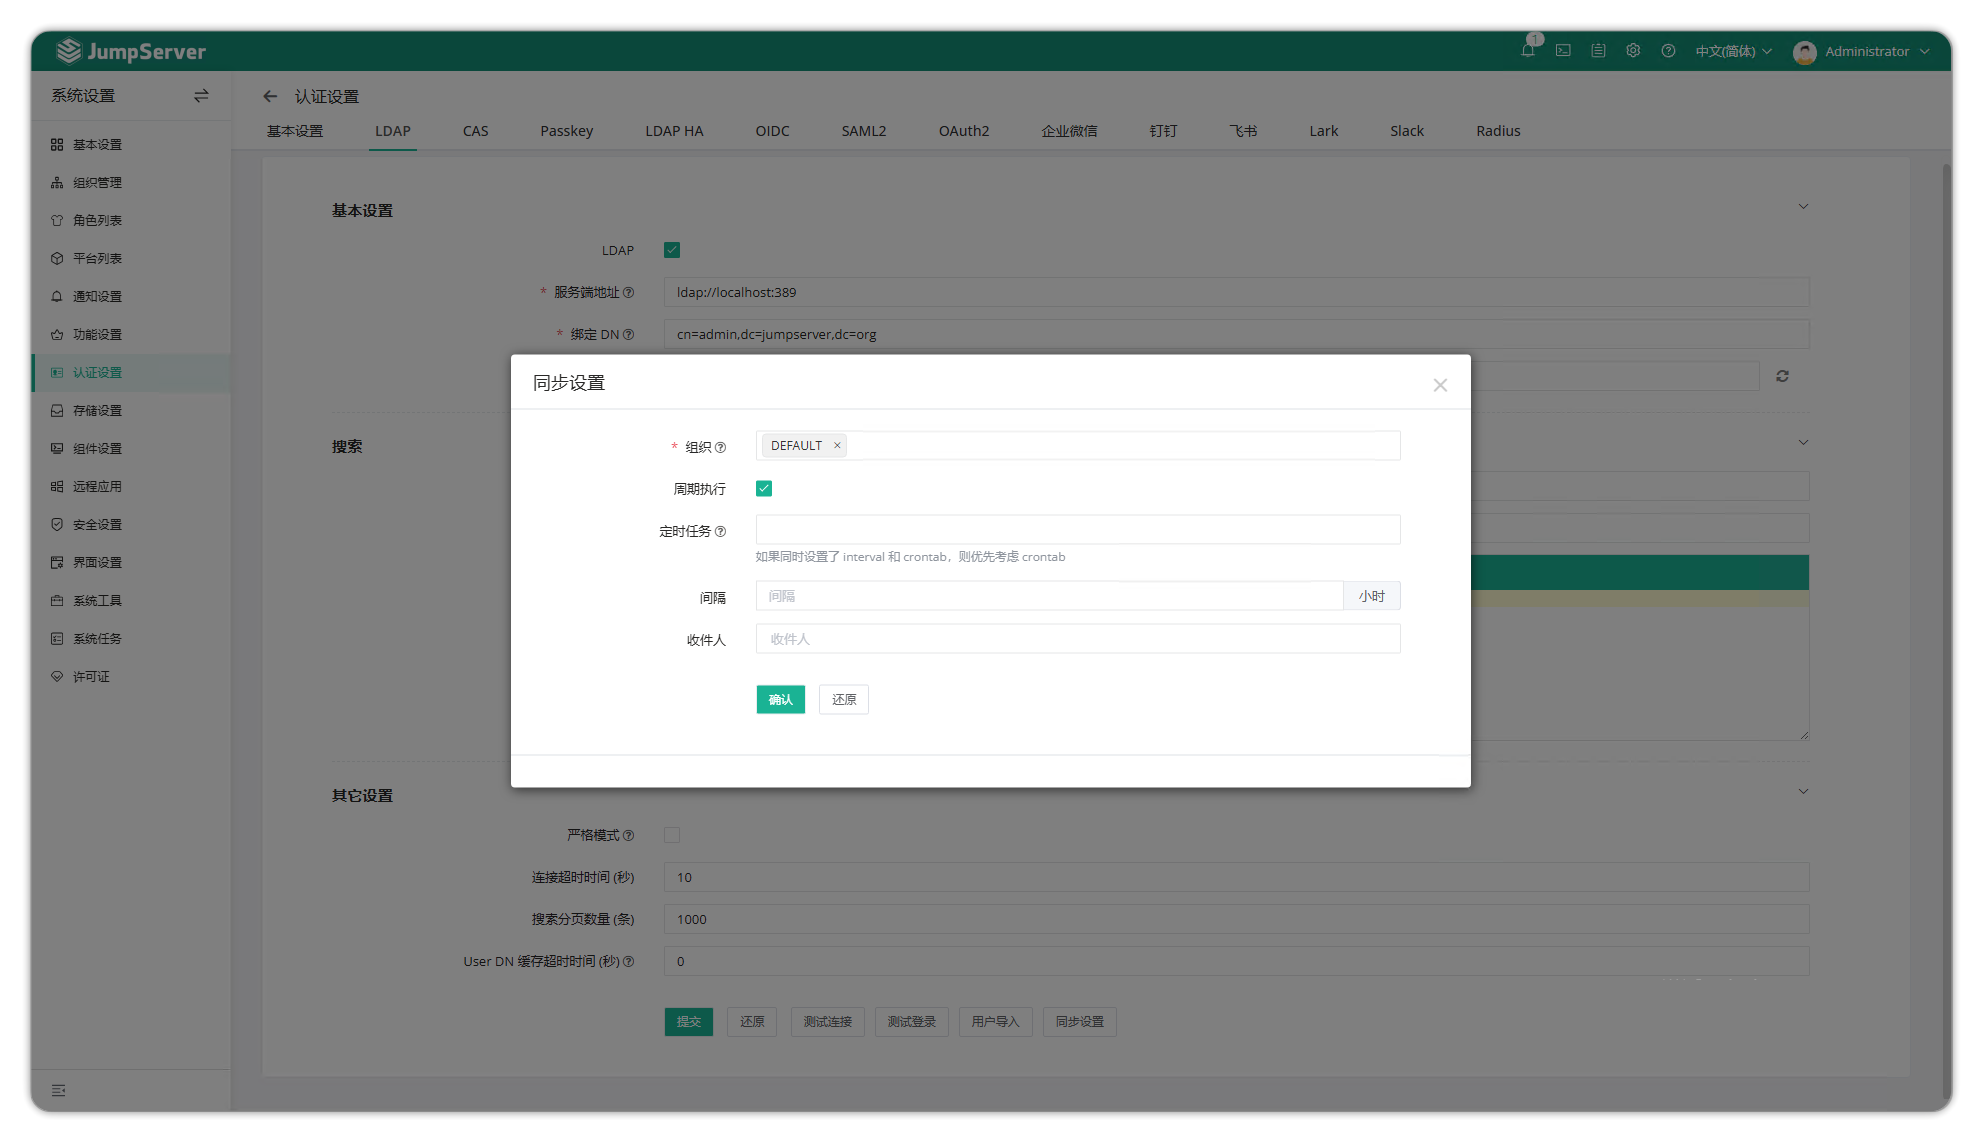 JumpServer
1
中文(简体)
Administrator
系统设置
认证设置
基本设置 LDAP CAS Passkey LDAP HA OIDC SAML2 OAuth2 企业微信 钉钉 飞书 Lark Slack Radius
基本设置
组织管理
角色列表
平台列表
通知设置
功能设置
认证设置
存储设置
组件设置
远程应用
安全设置
界面设置
系统工具
系统任务
许可证
基本设置
LDAP
* 服务端地址 ldap://localhost:389
* 绑定 DN cn=admin,dc=jumpserver,dc=org
搜索
同步设置
* 组织 DEFAULT ×
周期执行
定时任务
如果同时设置了 interval 和 crontab，则优先考虑 crontab
间隔 间隔 小时
收件人 收件人
确认 还原
其它设置
严格模式
连接超时时间 (秒) 10
搜索分页数量 (条) 1000
User DN 缓存超时时间 (秒) 0
提交 还原 测试连接 测试登录 用户导入 同步设置